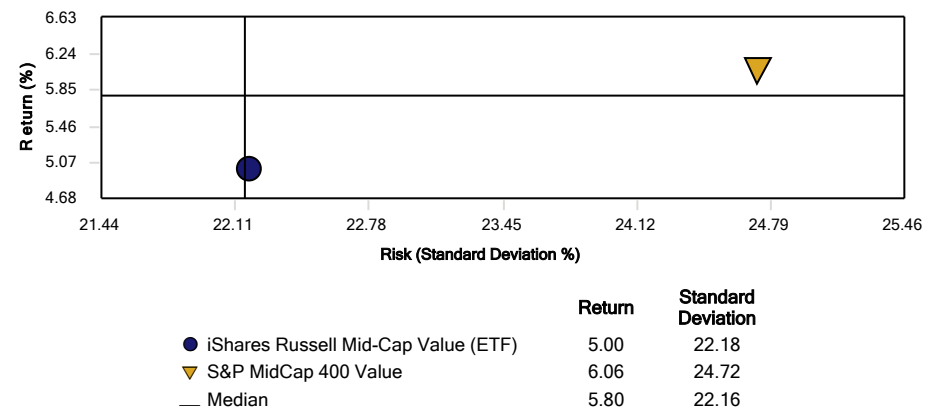 6.63
6.24
5.85
5.46
5.07
4.68
Return (%)
21.44 22.11 22.78 23.45 24.12 24.79 25.46
Risk (Standard Deviation %)
Return Standard Deviation
iShares Russell Mid-Cap Value (ETF) 5.00 22.18
S&P MidCap 400 Value 6.06 24.72
Median 5.80 22.16